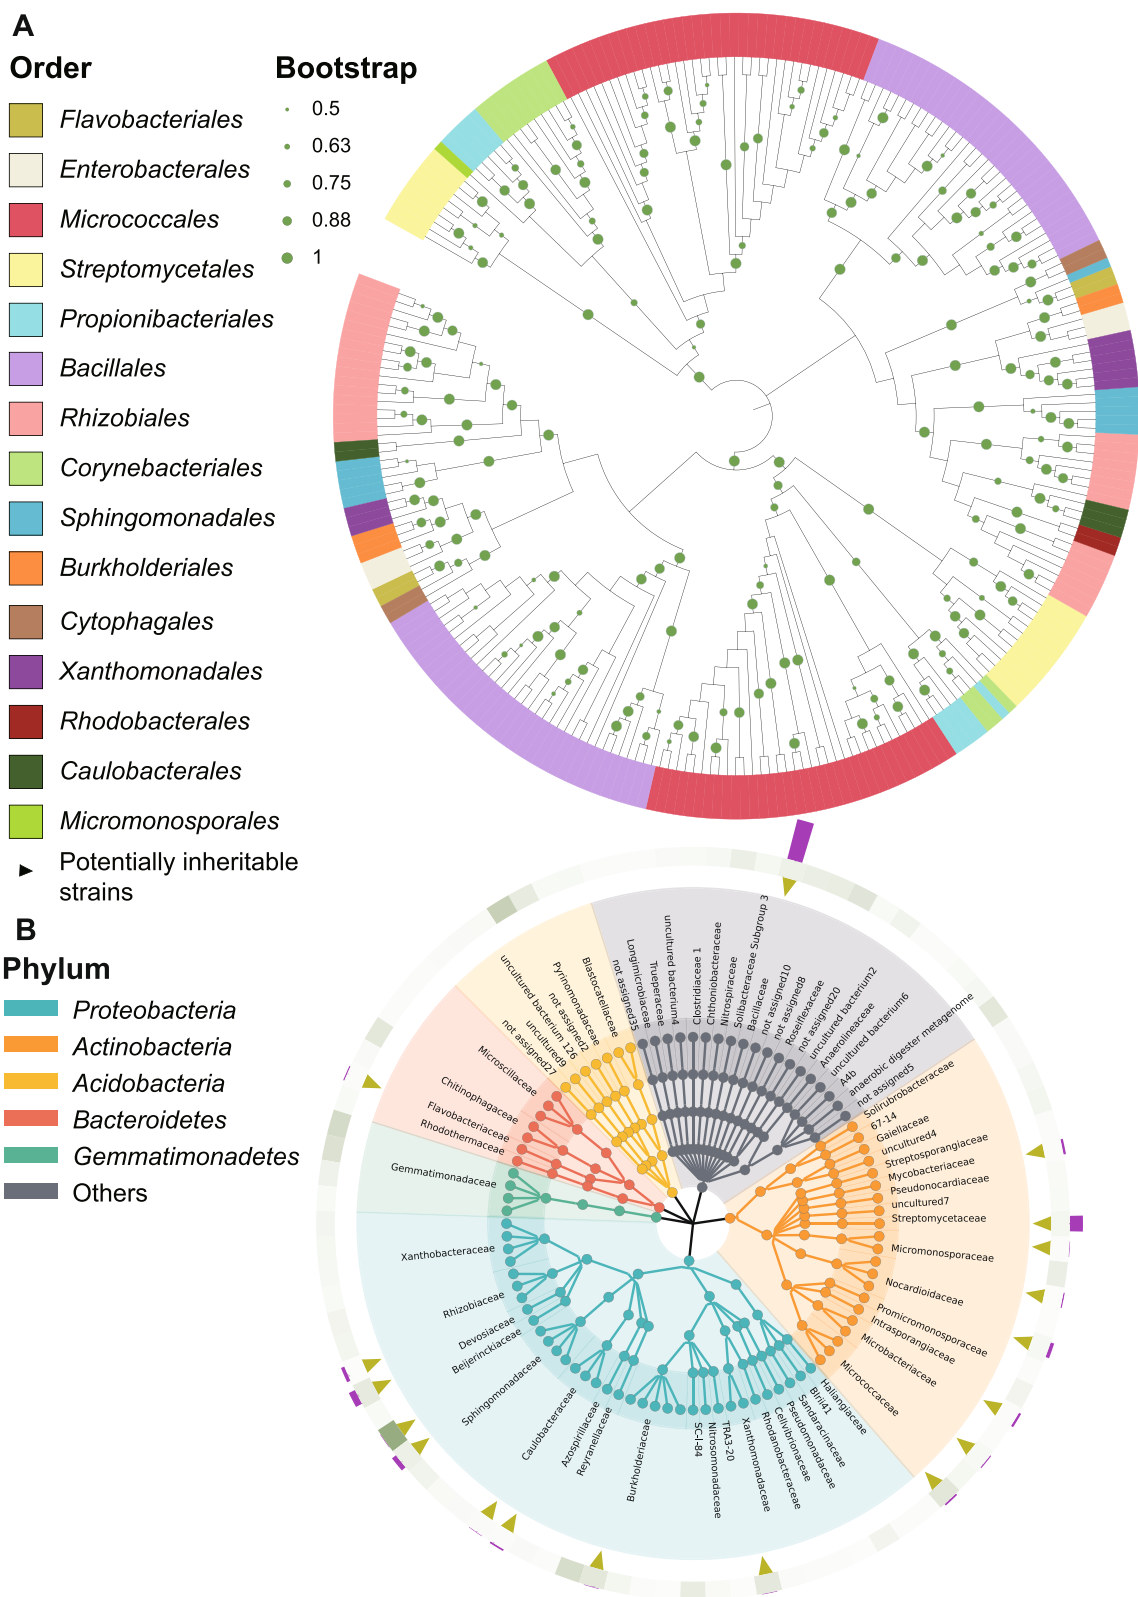 A
Order
Flavobacteriales
Enterobacterales
Micrococcales
Streptomycetales
Propionibacteriales
Bacillales
Rhizobiales
Corynebacteriales
Sphingomonadales
Burkholderiales
Cytophagales
Xanthomonadales
Rhodobacterales
Caulobacterales
Micromonosporales
Potentially inheritable
strains
Bootstrap
0.5
0.63
0.75
0.88
1
B
Phylum
Proteobacteria
Actinobacteria
Acidobacteria
Bacteroidetes
Gemmatimonadetes
Others
Gemmatimonadaceae
Rhodothermaceae
Flavobacteriaceae
Chitinophagaceae
Microscillaceae
not assigned27
uncultured9
uncultured bacterium 126
not assigned2
Pyrinomonadaceae
Blastocatellaceae
not assigned35
Longimicrobiaceae
Trueperaceae
uncultured bacterium4
Clostridiaceae 1
Chthoniobacteraceae
Nitrospiraceae
Solibacteraceae Subgroup 3
Bacillaceae
not assigned10
not assigned8
Roseiflexaceae
not assigned20
uncultured bacterium2
Anaerolineaceae
uncultured bacterium6
A4b
anaerobic digester metagenome
not assigned5
Solirubrobacteraceae
67-14
Gaiellaceae
uncultured4
Streptosporangiaceae
Mycobacteriaceae
Pseudonocardiaceae
uncultured7
Streptomycetaceae
Micromonosporaceae
Nocardioidaceae
Promicromonosporaceae
Intrasporangiaceae
Microbacteriaceae
Micrococcaceae
Haliangiaceae
BIrii41
Sandaracinaceae
Pseudomonadaceae
Cellvibrionaceae
Rhodanobacteraceae
Xanthomonadaceae
TRA3-20
Nitrosomonadaceae
SC-I-84
Burkholderiaceae
Reyranellaceae
Azospirillaceae
Caulobacteraceae
Sphingomonadaceae
Beijerinckiaceae
Devosiaceae
Rhizobiaceae
Xanthobacteraceae